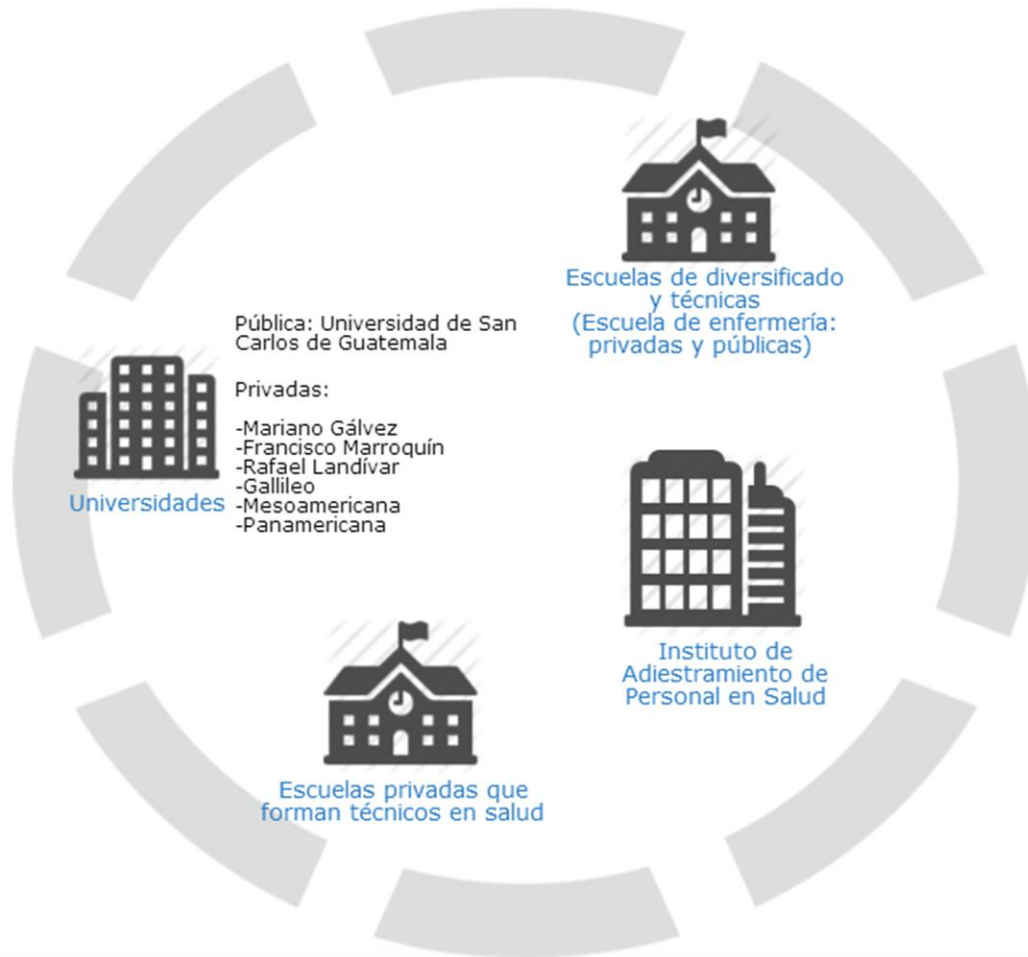 Escuelas de diversificado
y técnicas
(Escuela de enfermería:
privadas y públicas)
Pública: Universidad de San
Carlos de Guatemala
Privadas:
-Mariano Gálvez
-Francisco Marroquín
-Rafael Landívar
-Gallileo
-Mesoamericana
-Panamericana
Universidades
Instituto de
Adiestramiento de
Personal en Salud
Escuelas privadas que
forman técnicos en salud